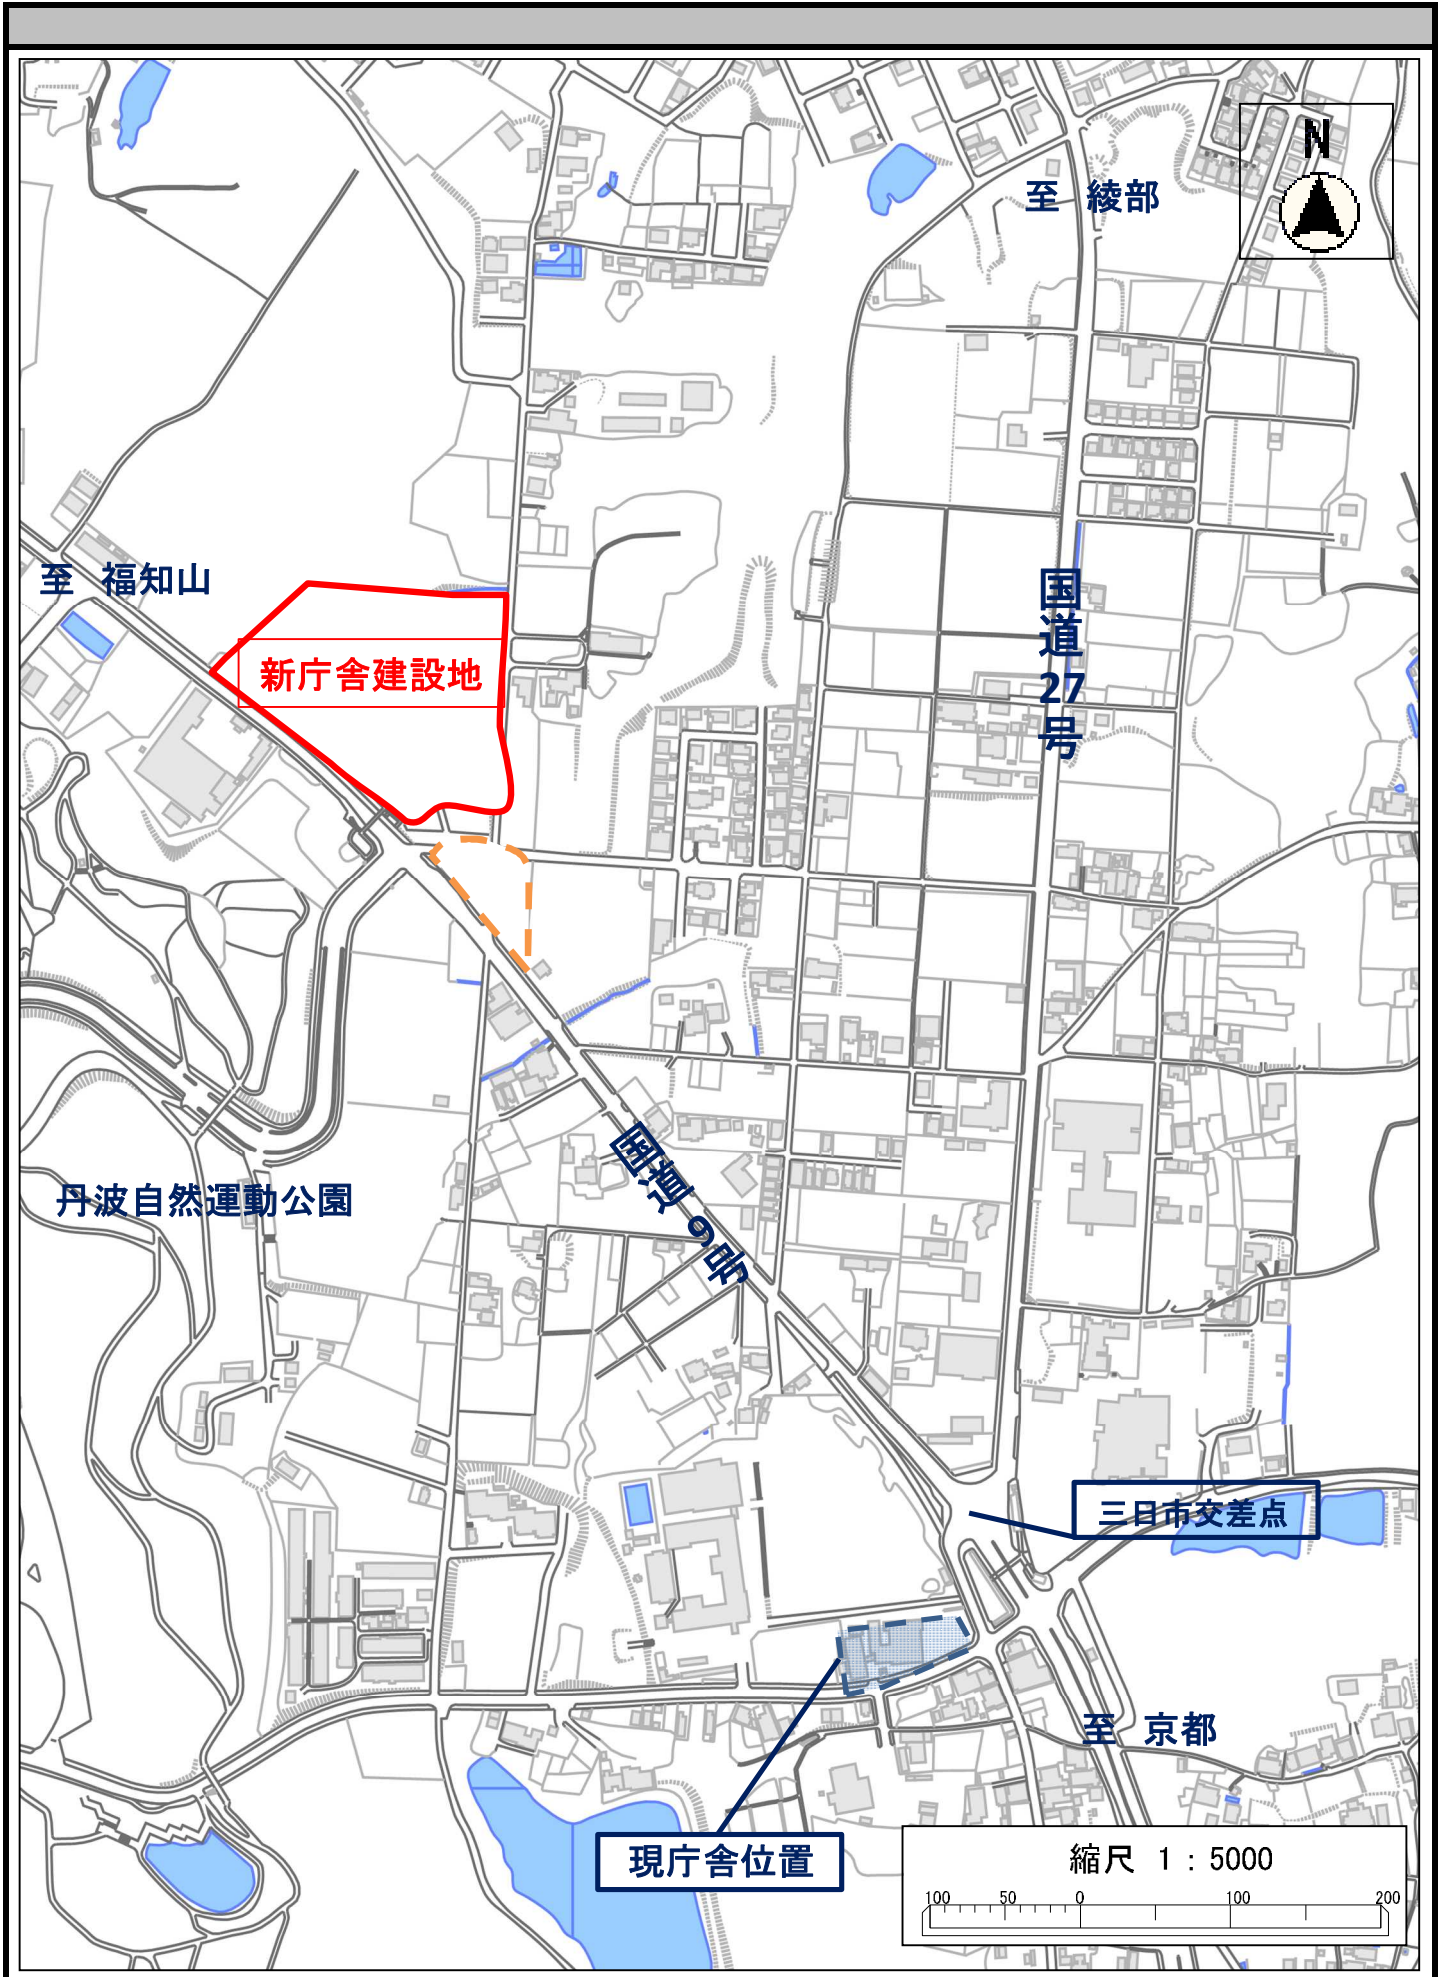 N
至 綾部
至 福知山
国道27号
新庁舎建設地
丹波自然運動公園
国道9号
三日市交差点
至 京都
現庁舎位置
縮尺 1：5000
100 50 0 100 200